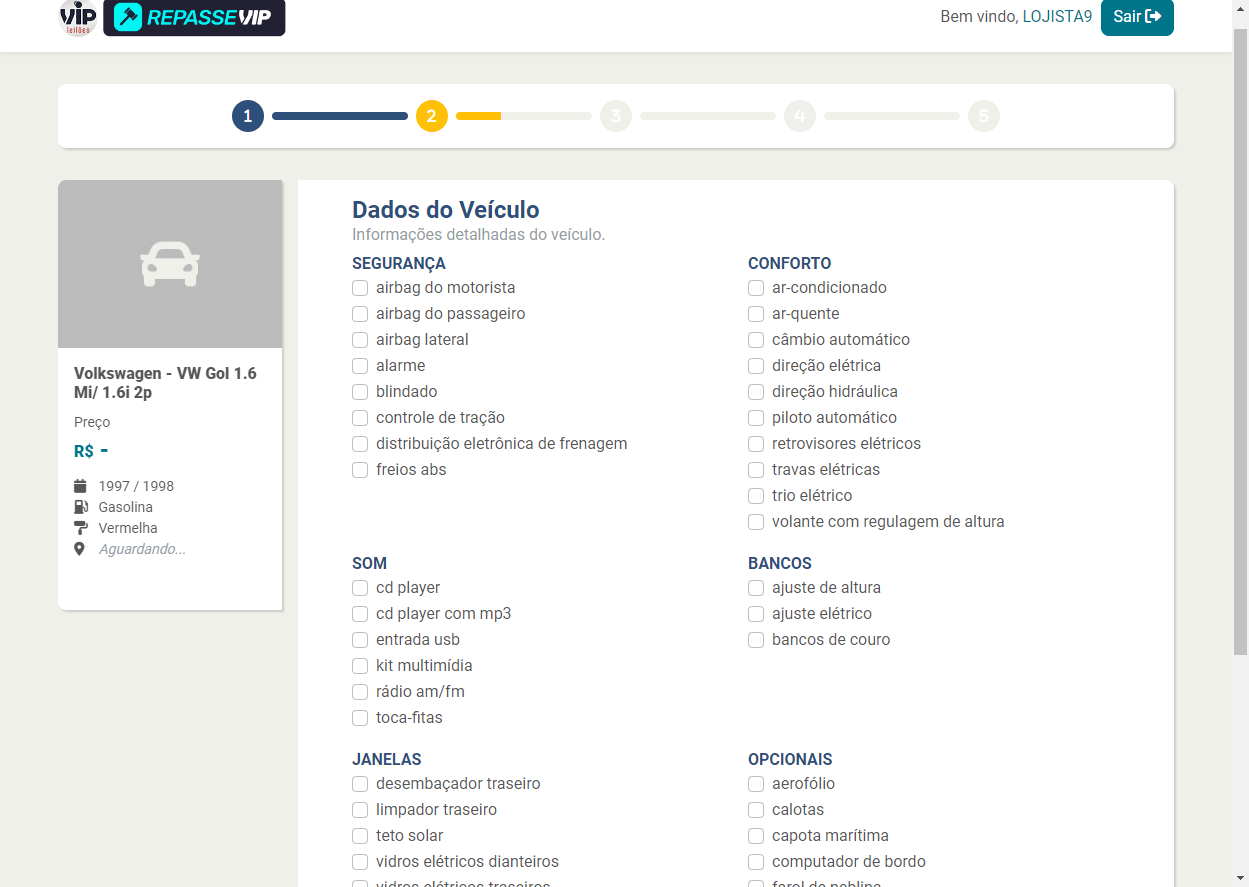 VIP
leilões
REPASSEVIP
Bem vindo, LOJISTA9
Sair
1
2
3
4
5
Volkswagen - VW Gol 1.6
Mi/ 1.6i 2p
Preço
R$ -
1997 / 1998
Gasolina
Vermelha
Aguardando...
Dados do Veículo
Informações detalhadas do veículo.
SEGURANÇA
airbag do motorista
airbag do passageiro
airbag lateral
alarme
blindado
controle de tração
distribuição eletrônica de frenagem
freios abs
CONFORTO
ar-condicionado
ar-quente
câmbio automático
direção elétrica
direção hidráulica
piloto automático
retrovisores elétricos
travas elétricas
trio elétrico
volante com regulagem de altura
SOM
cd player
cd player com mp3
entrada usb
kit multimídia
rádio am/fm
toca-fitas
BANCOS
ajuste de altura
ajuste elétrico
bancos de couro
JANELAS
desembaçador traseiro
limpador traseiro
teto solar
vidros elétricos dianteiros
vidros elétricos traseiros
OPCIONAIS
aerofólio
calotas
capota marítima
computador de bordo
farol de neblina